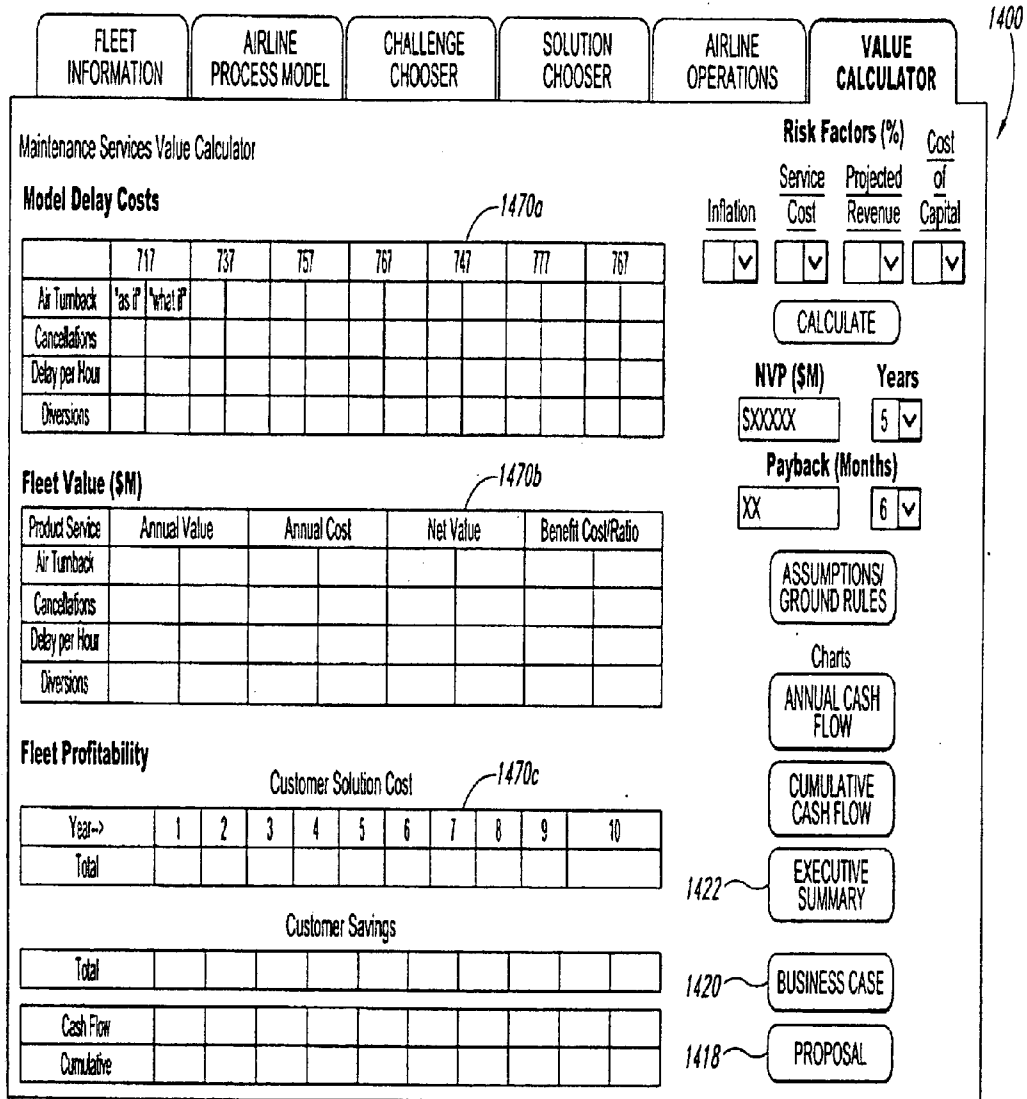 1400
FLEET INFORMATION
AIRLINE PROCESS MODEL
CHALLENGE CHOOSER
SOLUTION CHOOSER
AIRLINE OPERATIONS
VALUE CALCULATOR
Maintenance Services Value Calculator
Model Delay Costs
1470a
717 737 757 767 747 777 767
Air Turnback "as if" "what if"
Cancellations
Delay per Hour
Diversions
Fleet Value ($M)
1470b
Product Service Annual Value Annual Cost Net Value Benefit Cost/Ratio
Air Turnback
Cancellations
Delay per Hour
Diversions
Fleet Profitability
Customer Solution Cost
1470c
Year--> 1 2 3 4 5 6 7 8 9 10
Total
Customer Savings
Total
Cash Flow
Cumulative
Risk Factors (%)
Inflation
Service Cost
Projected Revenue
Cost of Capital
CALCULATE
NVP ($M) Years
SXXXXX 5
Payback (Months)
XX 6
ASSUMPTIONS/
GROUND RULES
Charts
ANNUAL CASH
FLOW
CUMULATIVE
CASH FLOW
1422 EXECUTIVE
SUMMARY
1420 BUSINESS CASE
1418 PROPOSAL